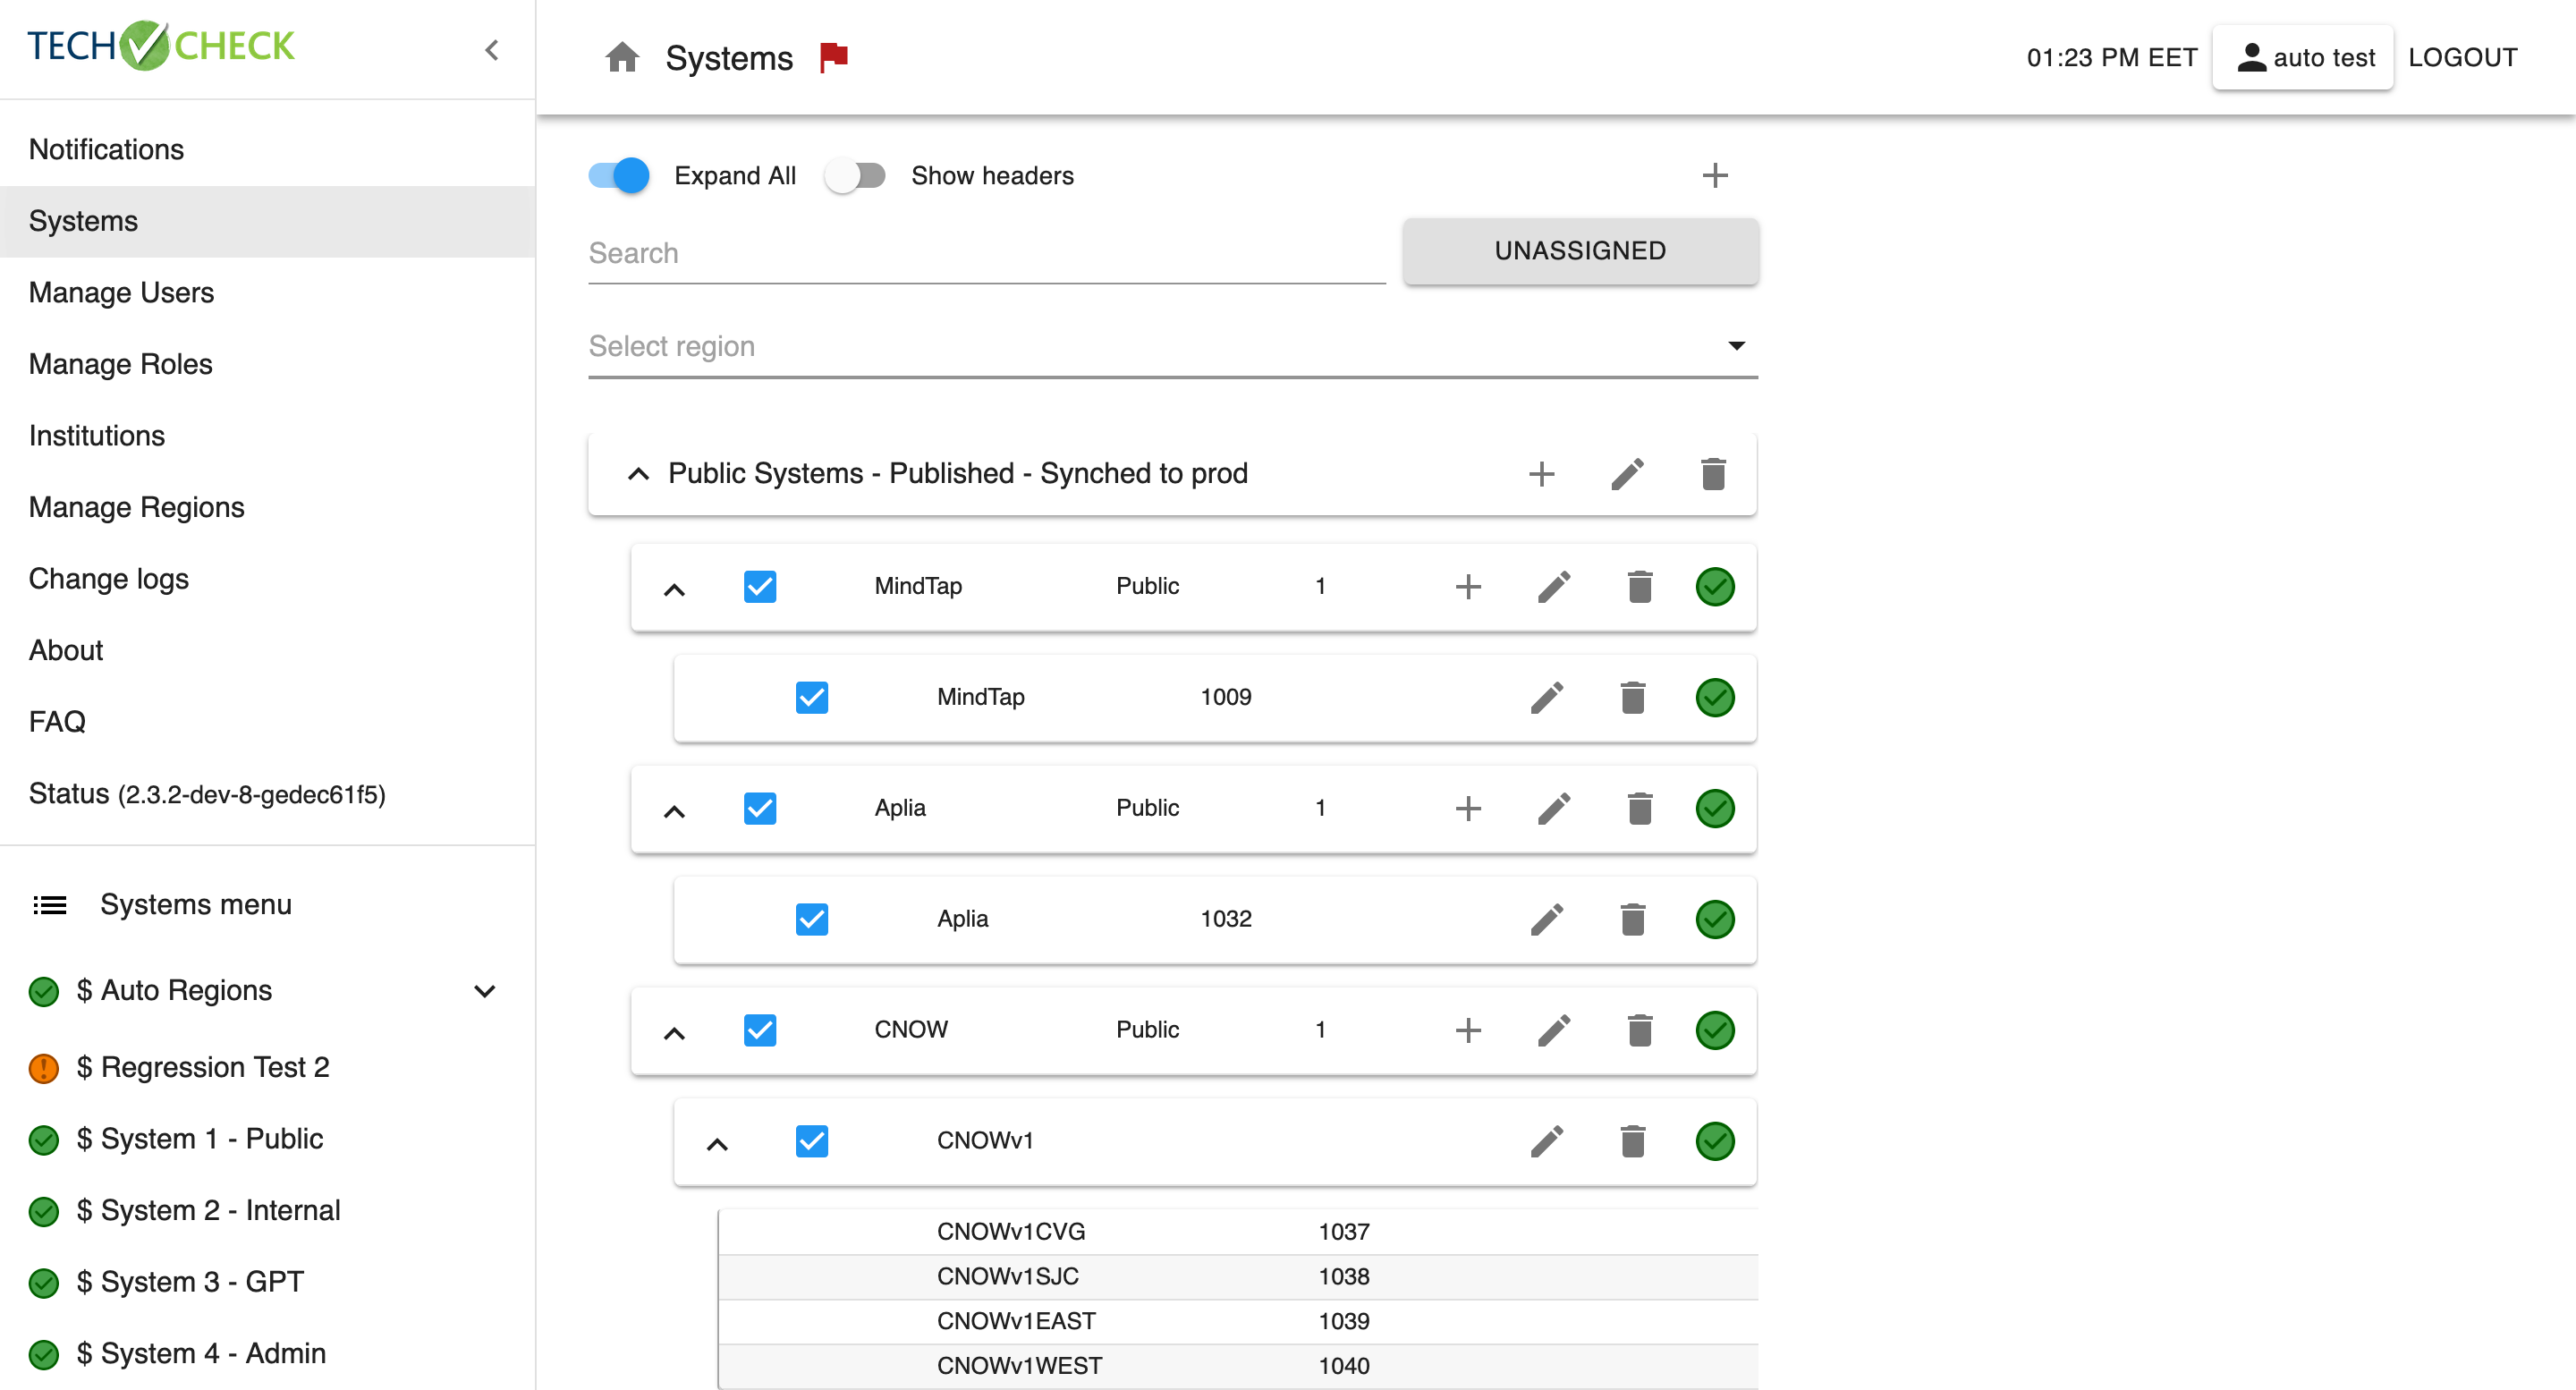 TECH CHECK
Systems
01:23 PM EET
auto test
LOGOUT
Notifications
Systems
Manage Users
Manage Roles
Institutions
Manage Regions
Change logs
About
FAQ
Status (2.3.2-dev-8-gedec61f5)
Systems menu
$ Auto Regions
$ Regression Test 2
$ System 1 - Public
$ System 2 - Internal
$ System 3 - GPT
$ System 4 - Admin
Expand All
Show headers
Search
UNASSIGNED
Select region
Public Systems - Published - Synched to prod
MindTap Public 1
MindTap 1009
Aplia Public 1
Aplia 1032
CNOW Public 1
CNOWv1
CNOWv1CVG 1037
CNOWv1SJC 1038
CNOWv1EAST 1039
CNOWv1WEST 1040